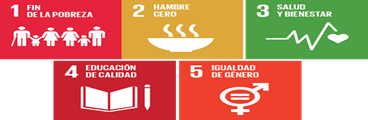 1 FIN
DE LA POBREZA
2 HAMBRE
CERO
3 SALUD
Y BIENESTAR
4 EDUCACIÓN
DE CALIDAD
5 IGUALDAD
DE GÉNERO